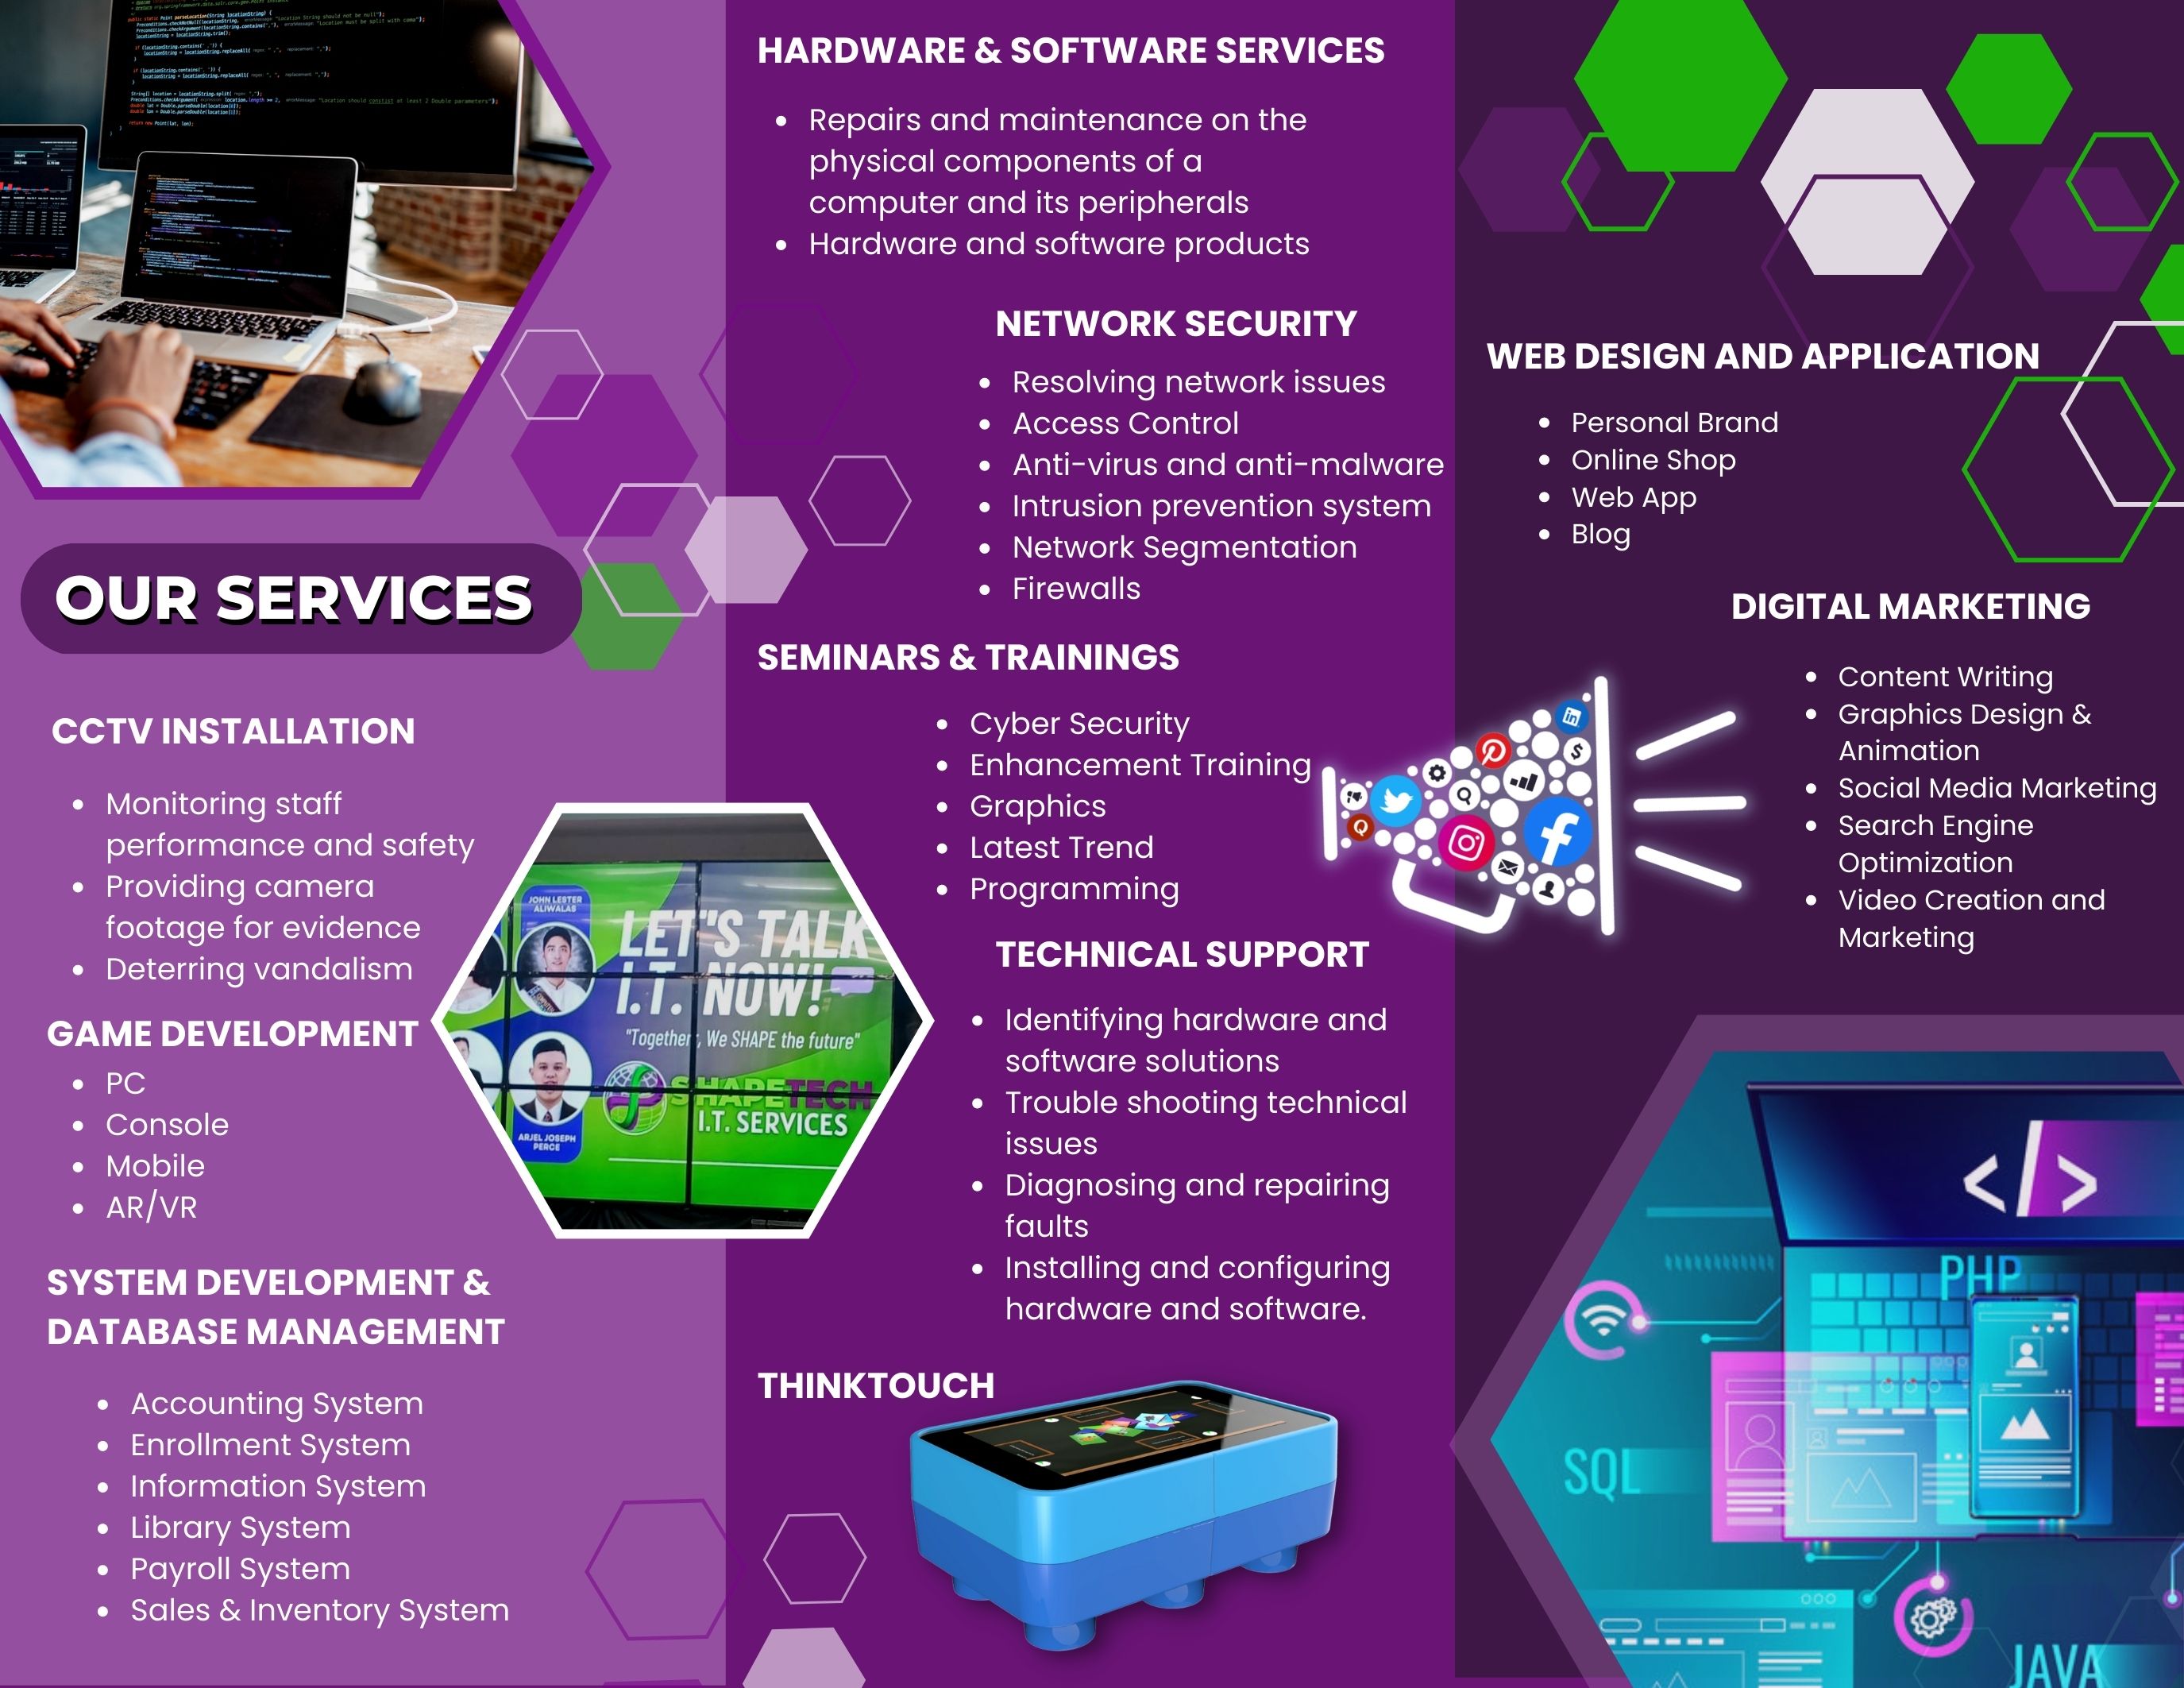 OUR SERVICES
CCTV INSTALLATION
Monitoring staff
performance and safety
Providing camera
footage for evidence
Deterring vandalism
GAME DEVELOPMENT
PC
Console
Mobile
AR/VR
SYSTEM DEVELOPMENT &
DATABASE MANAGEMENT
Accounting System
Enrollment System
Information System
Library System
Payroll System
Sales & Inventory System
JOHN LESTER
ALIWALAS
LET'S TALK
I.T. NOW!
"Together, We SHAPE the future"
ARJEL JOSEPH
PERCE
SHAPETECH
I.T. SERVICES
HARDWARE & SOFTWARE SERVICES
Repairs and maintenance on the
physical components of a
computer and its peripherals
Hardware and software products
NETWORK SECURITY
Resolving network issues
Access Control
Anti-virus and anti-malware
Intrusion prevention system
Network Segmentation
Firewalls
SEMINARS & TRAININGS
Cyber Security
Enhancement Training
Graphics
Latest Trend
Programming
TECHNICAL SUPPORT
Identifying hardware and
software solutions
Trouble shooting technical
issues
Diagnosing and repairing
faults
Installing and configuring
hardware and software.
THINKTOUCH
WEB DESIGN AND APPLICATION
Personal Brand
Online Shop
Web App
Blog
DIGITAL MARKETING
Content Writing
Graphics Design &
Animation
Social Media Marketing
Search Engine
Optimization
Video Creation and
Marketing
in
$
Q
f
</>
PHP
SQL
JAVA